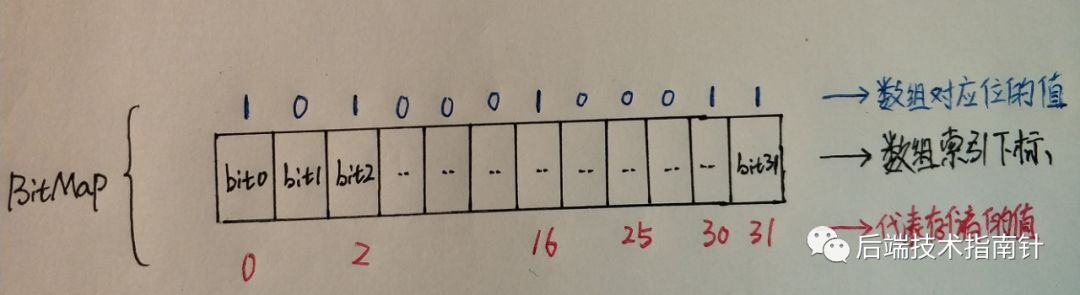 1 0 1 0 0 0 1 0 0 0 1 1 →数组对应位的值
BitMap { bit0 bit1 bit2 .. .. .. .. .. .. .. .. bit31 →数组索引下标、
0 2 16 25 30 31 →代表存储的值
后端技术指南针